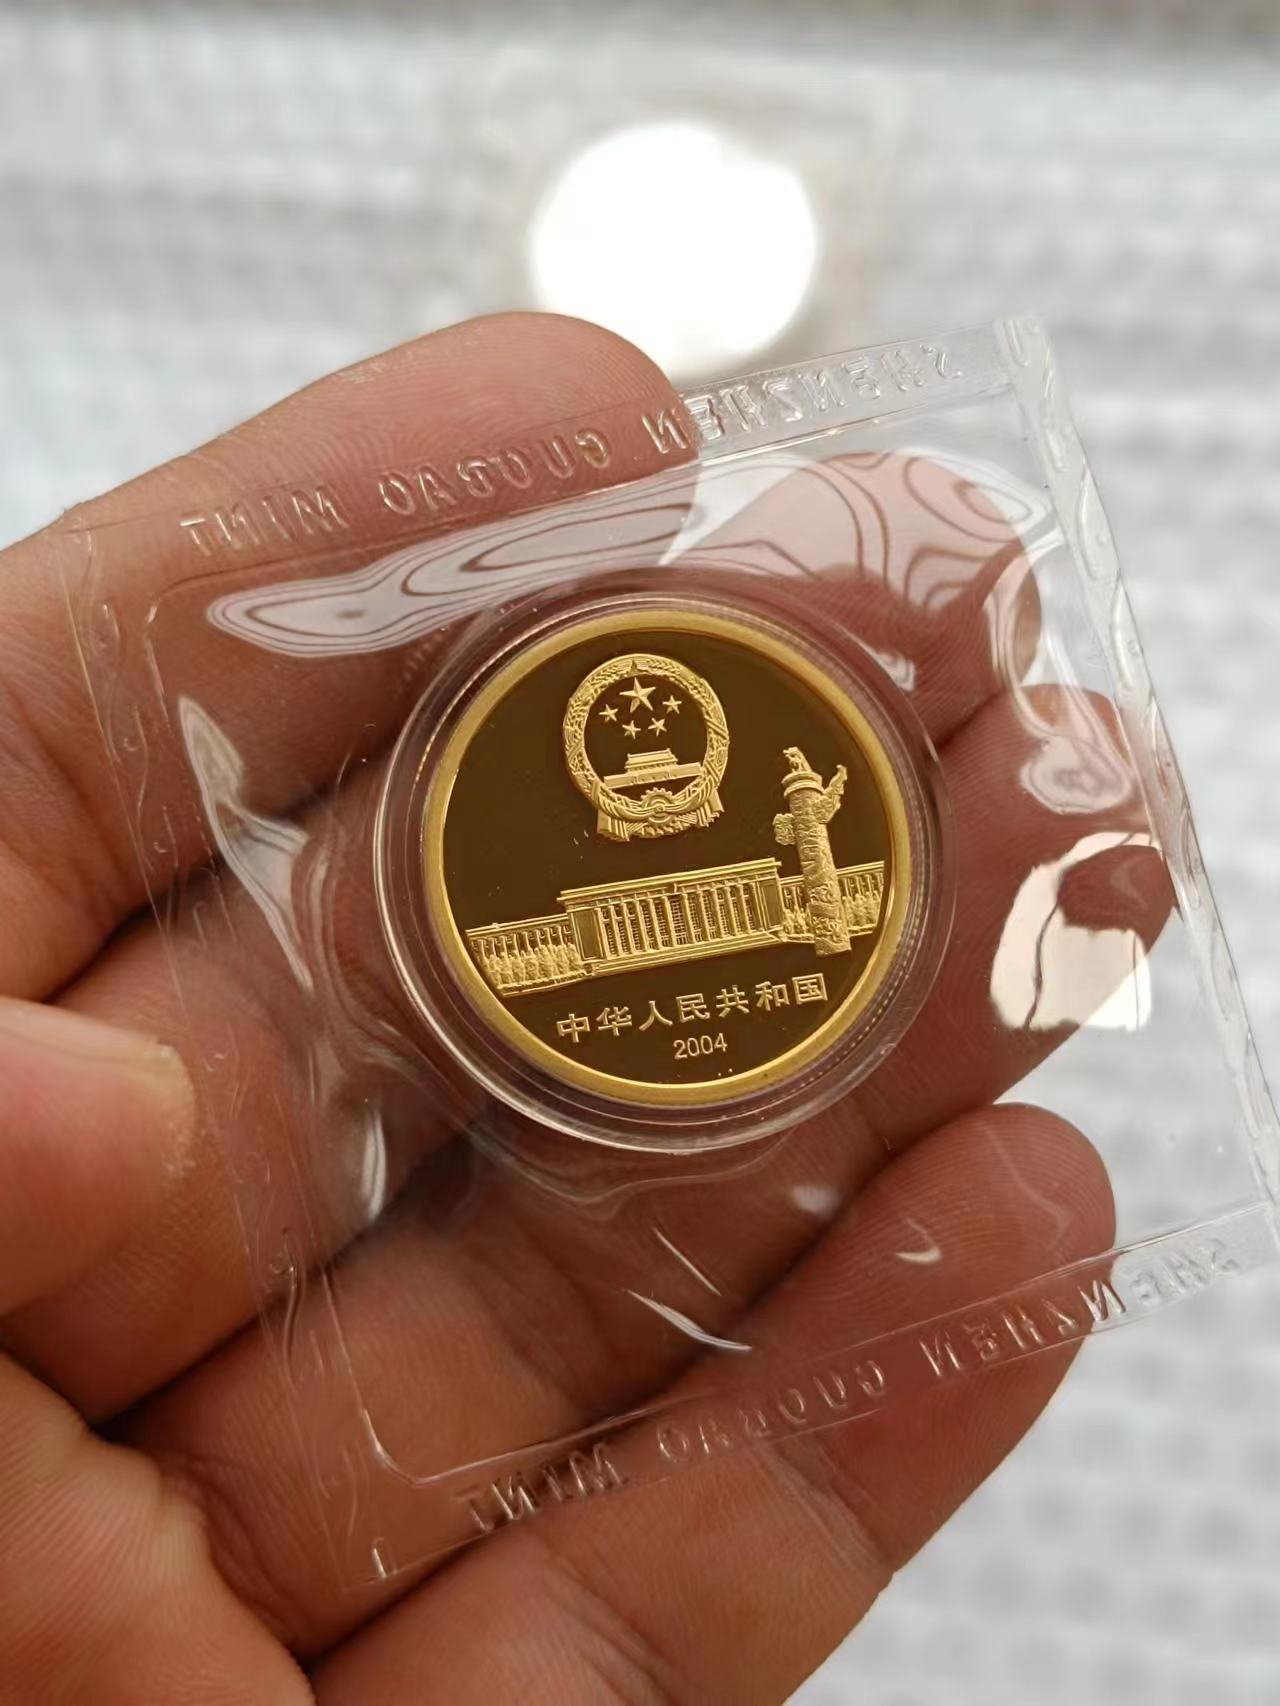 SHENZHEN GUOBAO MINT
中华人民共和国
2004
SHENZHEN GUOBAO MINT